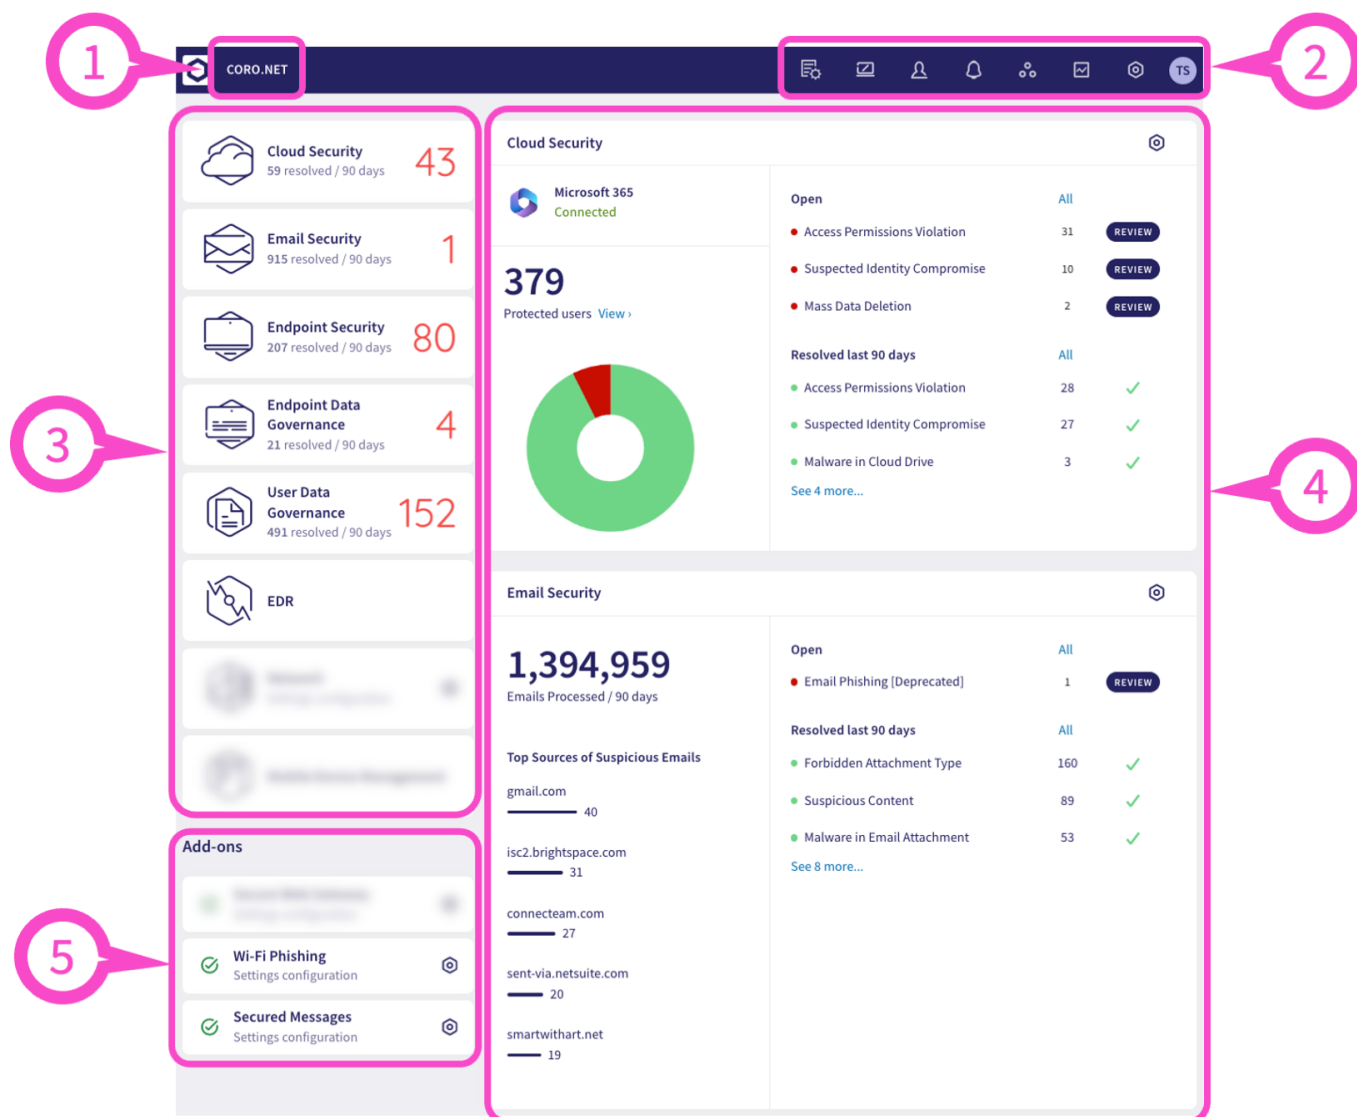 1
CORO.NET
TS
2
3
Cloud Security
59 resolved / 90 days
43
Email Security
915 resolved / 90 days
1
Endpoint Security
207 resolved / 90 days
80
Endpoint Data
Governance
21 resolved / 90 days
4
User Data
Governance
491 resolved / 90 days
152
EDR
Add-ons
5
Wi-Fi Phishing
Settings configuration
Secured Messages
Settings configuration
4
Cloud Security
Microsoft 365
Connected
379
Protected users View ›
Open All
Access Permissions Violation 31 REVIEW
Suspected Identity Compromise 10 REVIEW
Mass Data Deletion 2 REVIEW
Resolved last 90 days All
Access Permissions Violation 28
Suspected Identity Compromise 27
Malware in Cloud Drive 3
See 4 more...
Email Security
1,394,959
Emails Processed / 90 days
Top Sources of Suspicious Emails
gmail.com
40
isc2.brightspace.com
31
connecteam.com
27
sent-via.netsuite.com
20
smartwithart.net
19
Open All
Email Phishing [Deprecated] 1 REVIEW
Resolved last 90 days All
Forbidden Attachment Type 160
Suspicious Content 89
Malware in Email Attachment 53
See 8 more...